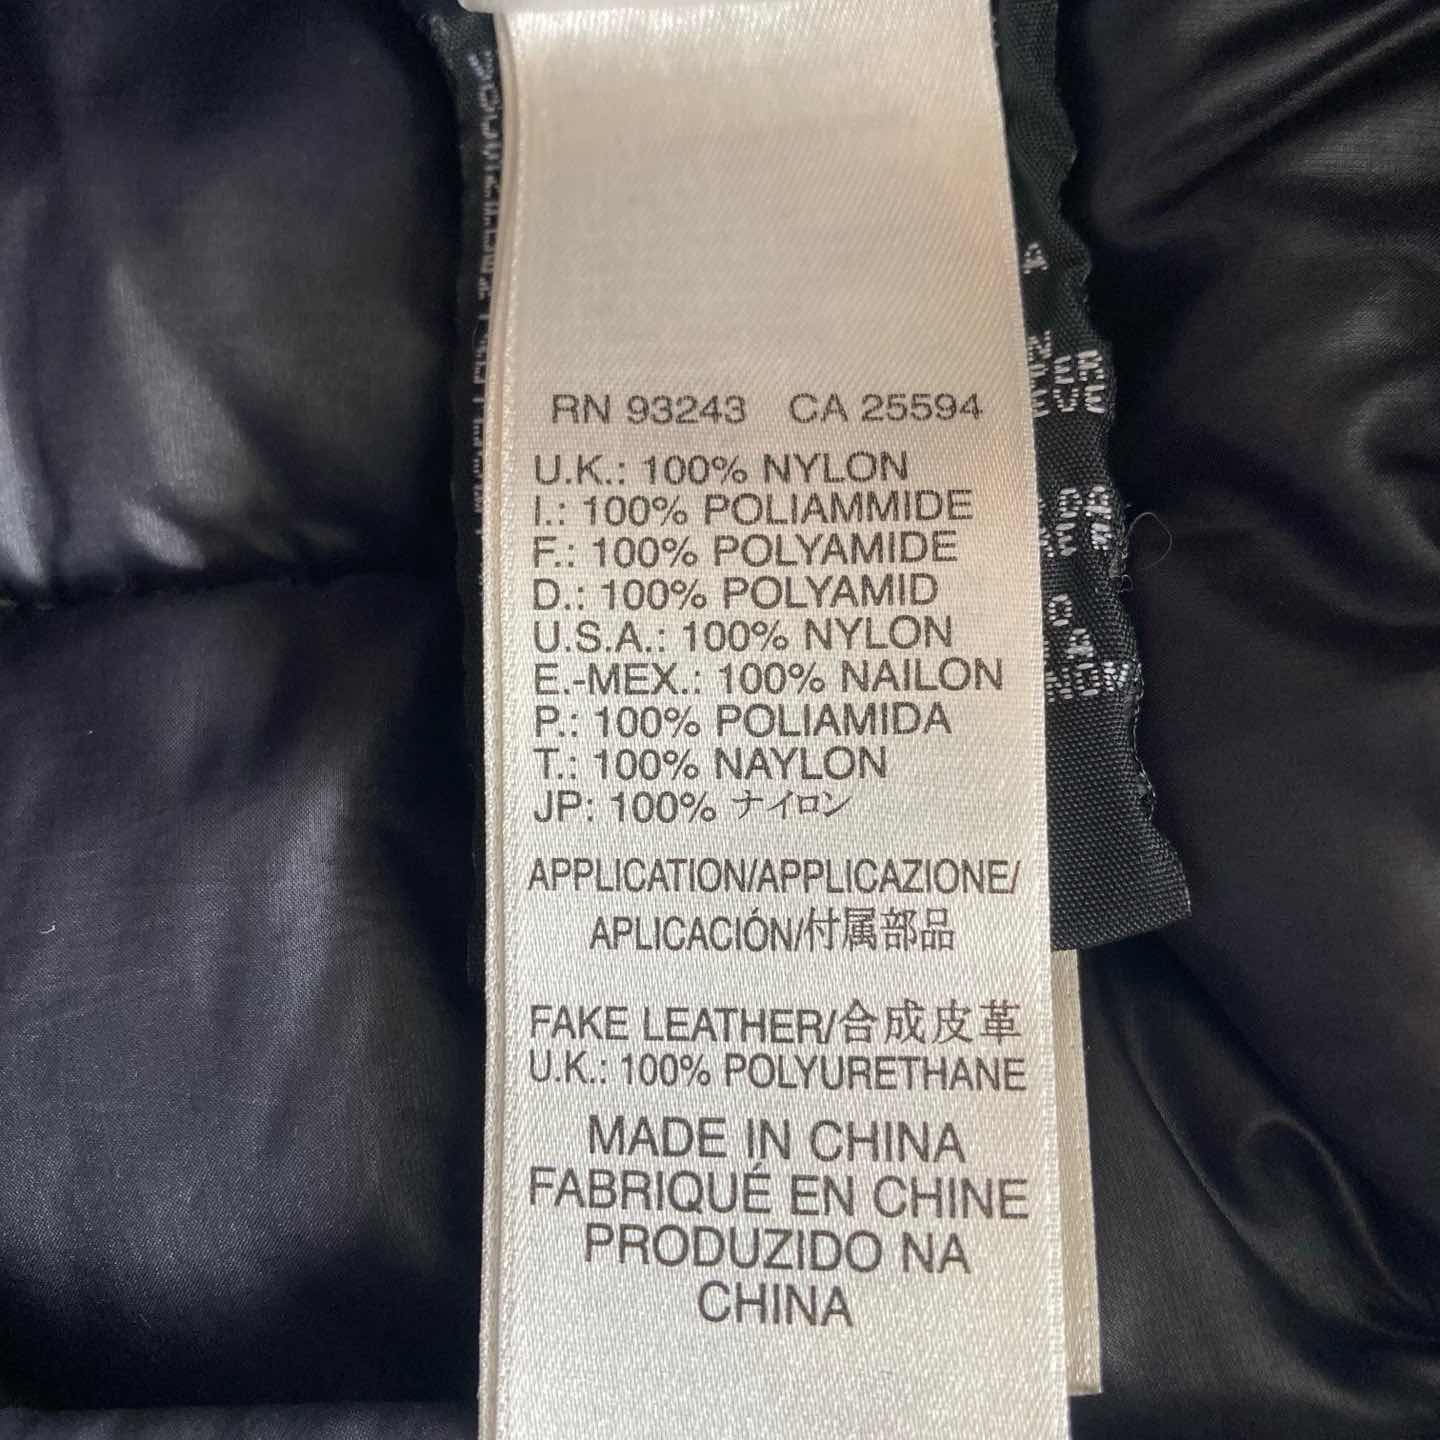 RN 93243 CA 25594
U.K.: 100% NYLON
I.: 100% POLIAMMIDE
F.: 100% POLYAMIDE
D.: 100% POLYAMID
U.S.A.: 100% NYLON
E.-MEX.: 100% NAILON
P.: 100% POLIAMIDA
T.: 100% NAYLON
JP: 100% ナイロン
APPLICATION/APPLICAZIONE/
APLICACIÓN/付属部品
FAKE LEATHER/合成皮革
U.K.: 100% POLYURETHANE
MADE IN CHINA
FABRIQUÉ EN CHINE
PRODUZIDO NA
CHINA